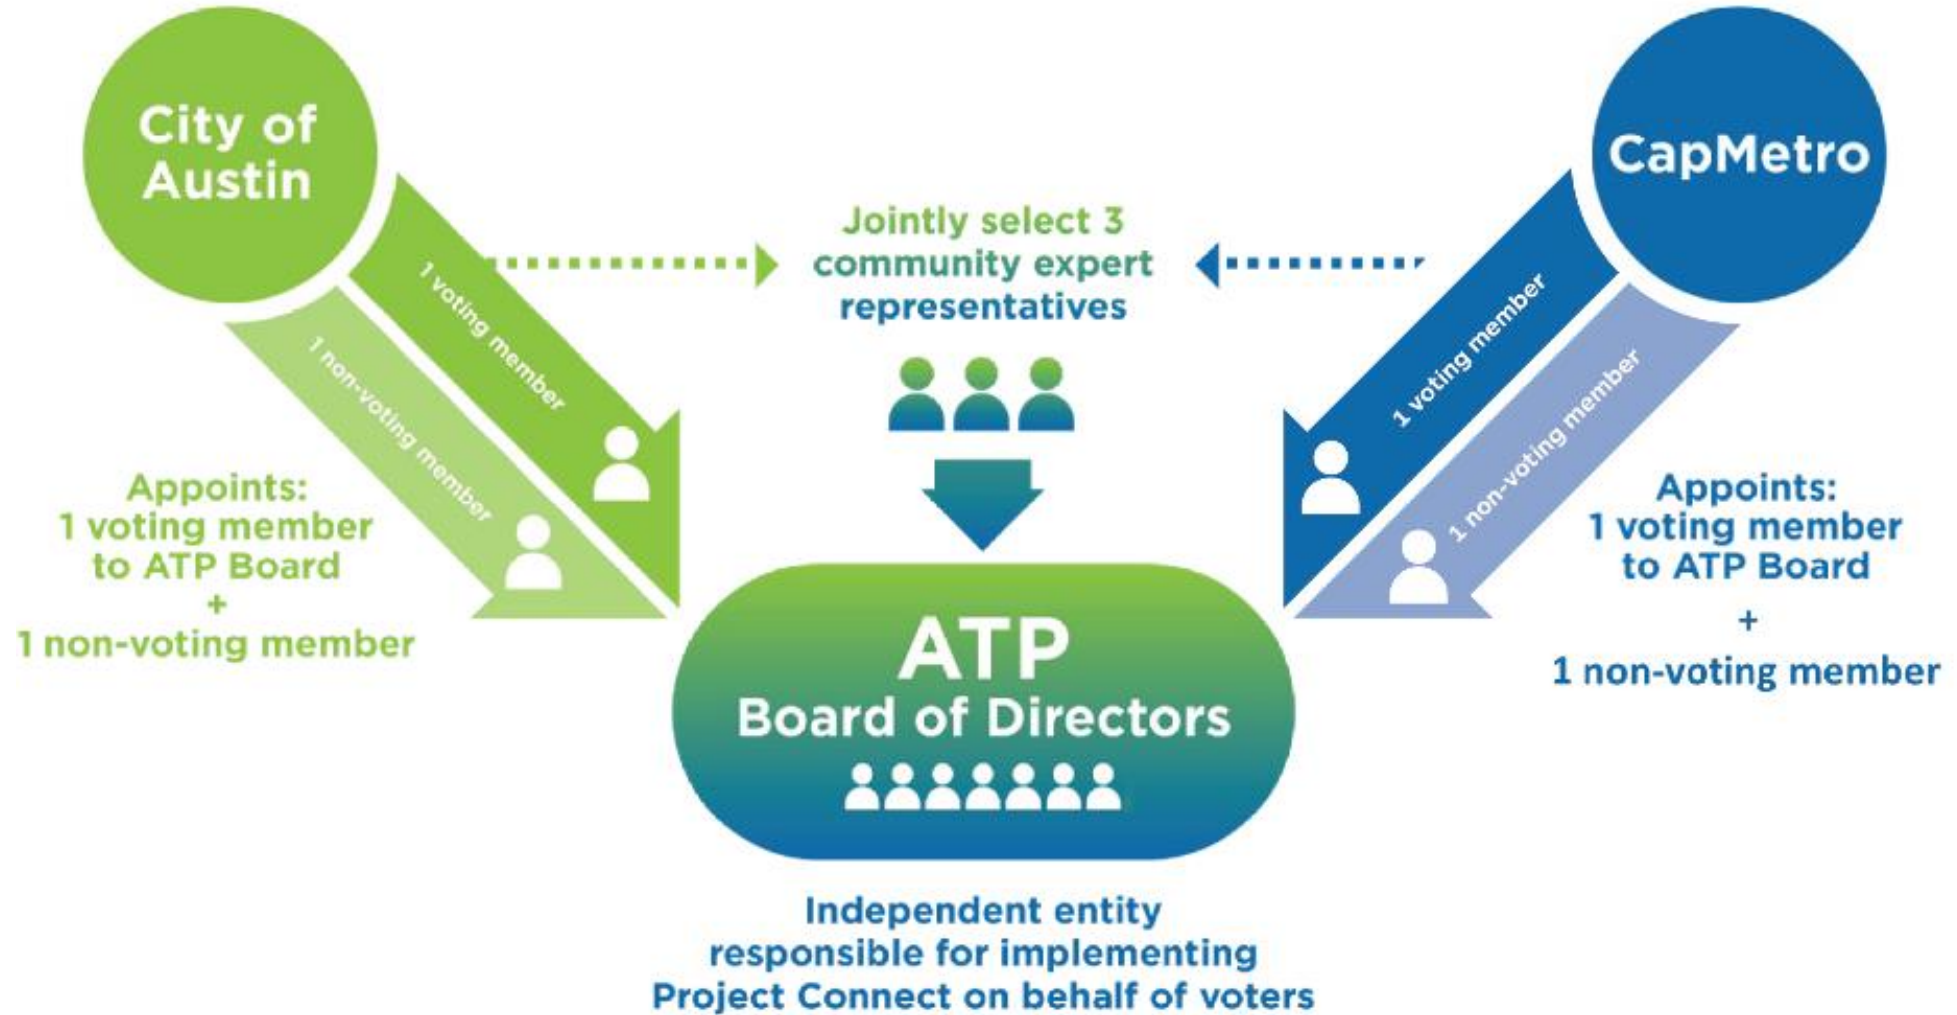 City of
Austin
CapMetro
Jointly select 3
community expert
representatives
1 voting member
1 non-voting member
1 voting member
1 non-voting member
Appoints:
1 voting member
to ATP Board
+
1 non-voting member
Appoints:
1 voting member
to ATP Board
+
1 non-voting member
ATP
Board of Directors
Independent entity
responsible for implementing
Project Connect on behalf of voters